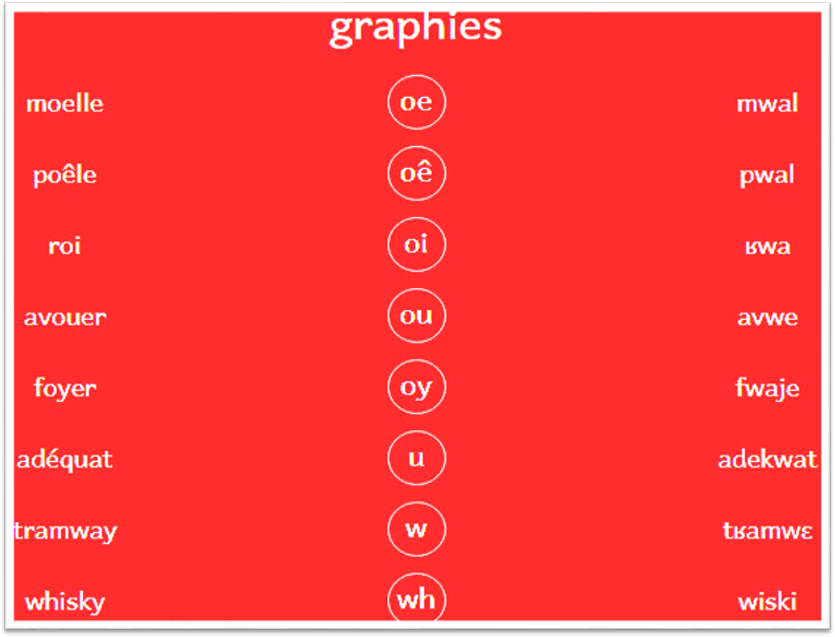 graphies
moelle oe mwal
poêle oê pwal
roi oi ʁwa
avouer ou avwe
foyer oy fwaje
adéquat u adekwat
tramway w tʁamwɛ
whisky wh wiski